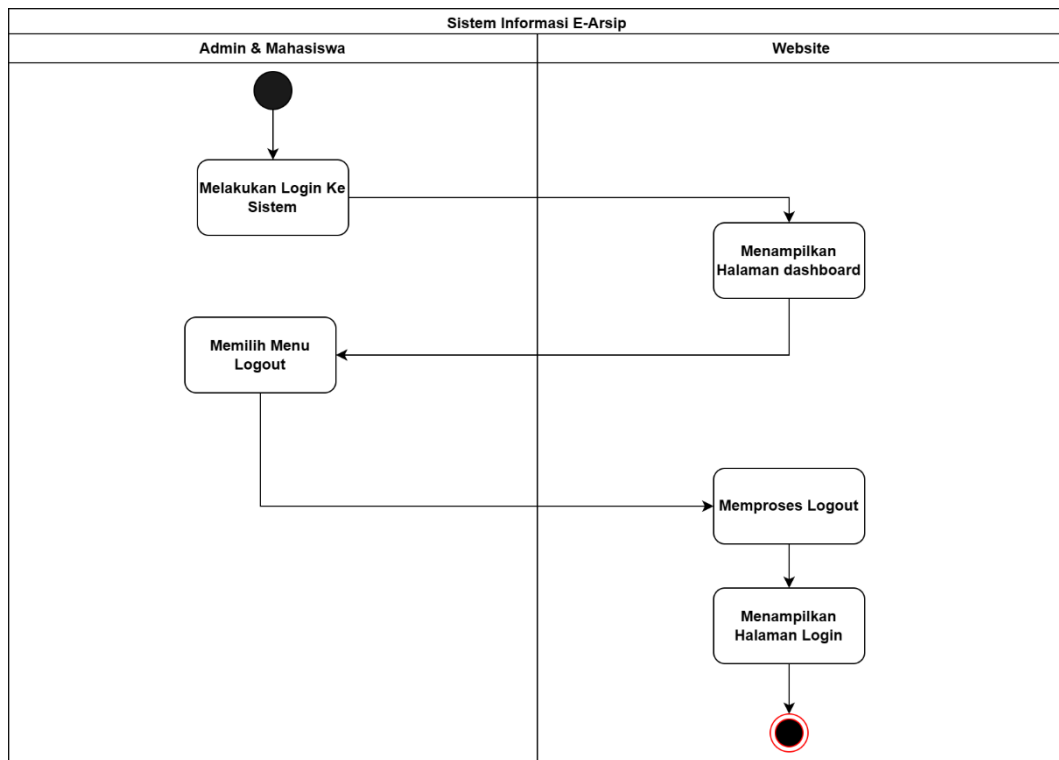 Sistem Informasi E-Arsip
Admin & Mahasiswa
Website
Melakukan Login Ke
Sistem
Menampilkan
Halaman dashboard
Memilih Menu
Logout
Memproses Logout
Menampilkan
Halaman Login